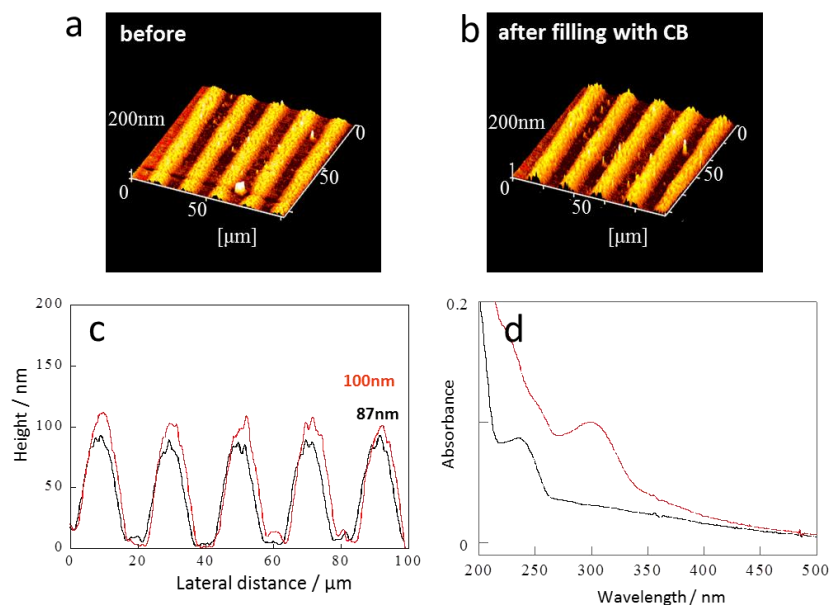 a
before
200nm
0
50
0
50
[μm]
b
after filling with CB
200nm
0
50
0
50
[μm]
c
200
150
100
50
0
Height / nm
100nm
87nm
0
20
40
60
80
100
Lateral distance / μm
d
0.2
0
Absorbance
200
250
300
350
400
450
500
Wavelength / nm